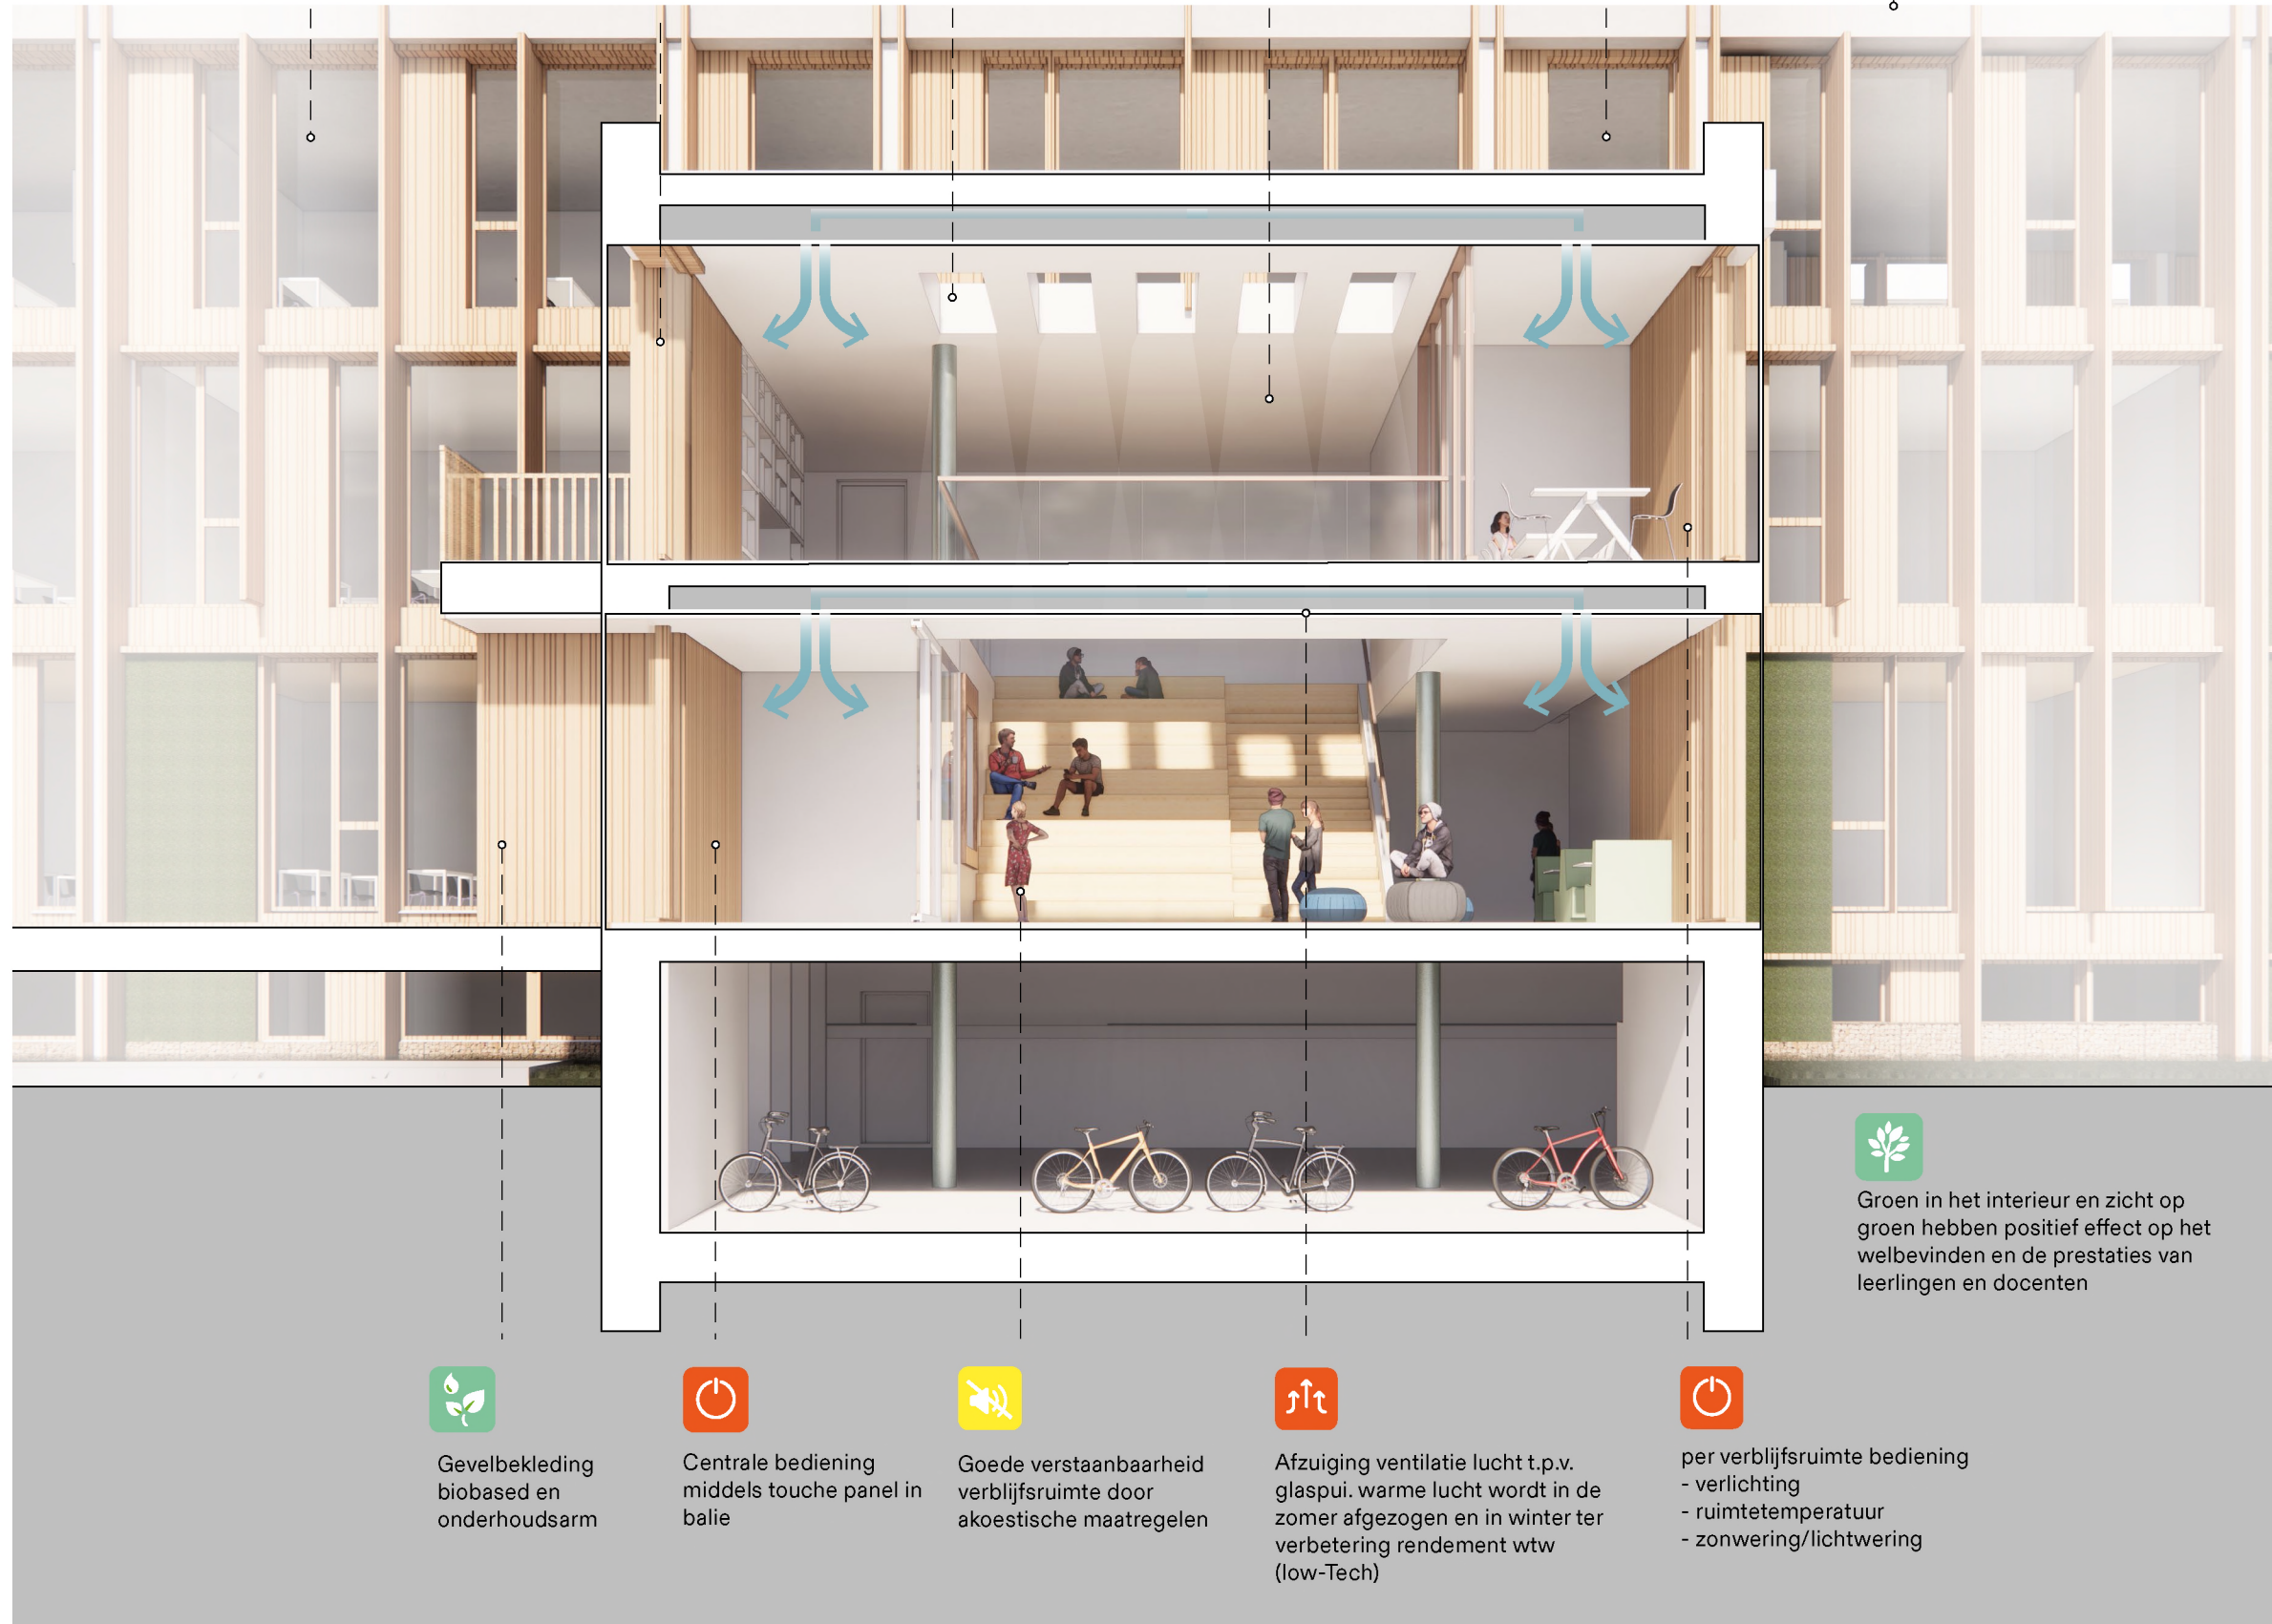 Groen in het interieur en zicht op
groen hebben positief effect op het
welbevinden en de prestaties van
leerlingen en docenten
Gevelbekleding
biobased en
onderhoudsarm
Centrale bediening
middels touche panel in
balie
Goede verstaanbaarheid
verblijfsruimte door
akoestische maatregelen
Afzuiging ventilatie lucht t.p.v.
glaspui. warme lucht wordt in de
zomer afgezogen en in winter ter
verbetering rendement wtw
(low-Tech)
per verblijfsruimte bediening
- verlichting
- ruimtetemperatuur
- zonwering/lichtwering